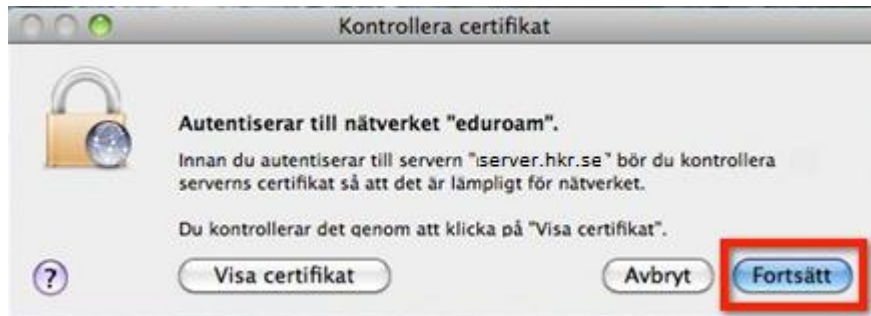 Kontrollera certifikat
Autentiserar till nätverket "eduroam".
Innan du autentiserar till servern "ıserver.hkr.se" bör du kontrollera
serverns certifikat så att det är lämpligt för nätverket.
Du kontrollerar det genom att klicka på "Visa certifikat".
? Visa certifikat Avbryt Fortsätt